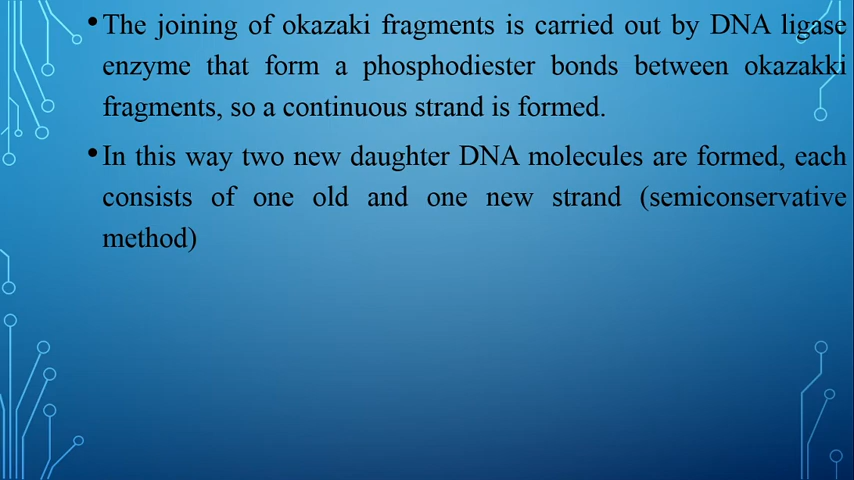 •The joining of okazaki fragments is carried out by DNA ligase
enzyme that form a phosphodiester bonds between okazakki
fragments, so a continuous strand is formed.
•In this way two new daughter DNA molecules are formed, each
consists of one old and one new strand (semiconservative
method)